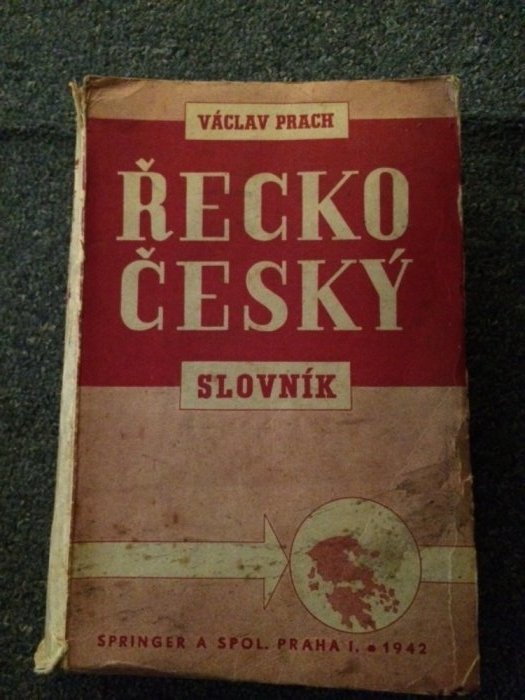 VÁCLAV PRACH
ŘECKO
ČESKÝ
SLOVNÍK
SPRINGER A SPOL. PRAHA I. • 1942